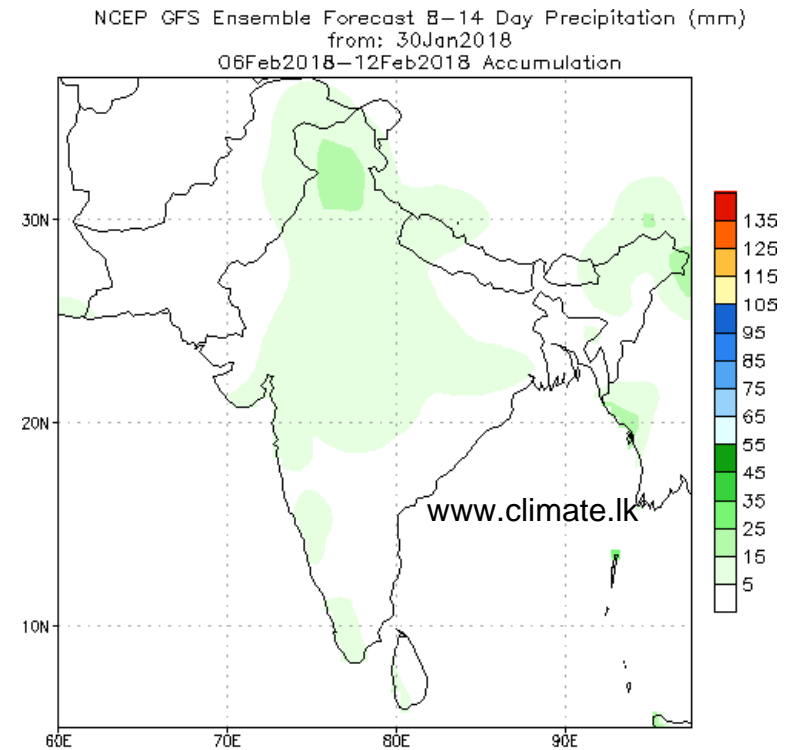 NCEP GFS Ensemble Forecast 8-14 Day Precipitation (mm)
from: 30Jan2018
06Feb2018-12Feb2018 Accumulation
30N
20N
10N
60E
70E
80E
90E
www.climate.lk
135
125
115
105
95
85
75
65
55
45
35
25
15
5